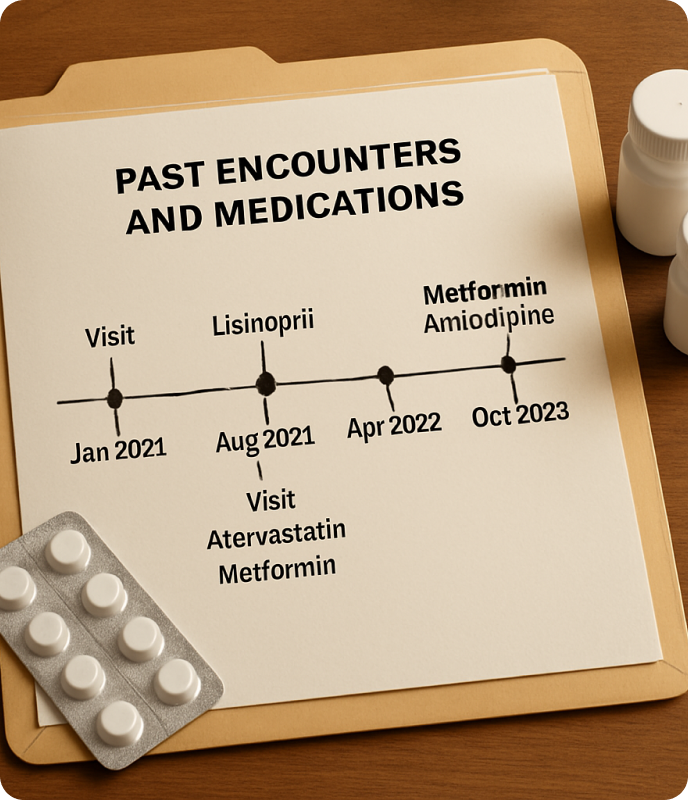 PAST ENCOUNTERS
AND MEDICATIONS
Visit
Lisinoprii
Metformin
Amiodipine
Jan 2021
Aug 2021
Apr 2022
Oct 2023
Visit
Atervastatin
Metformin